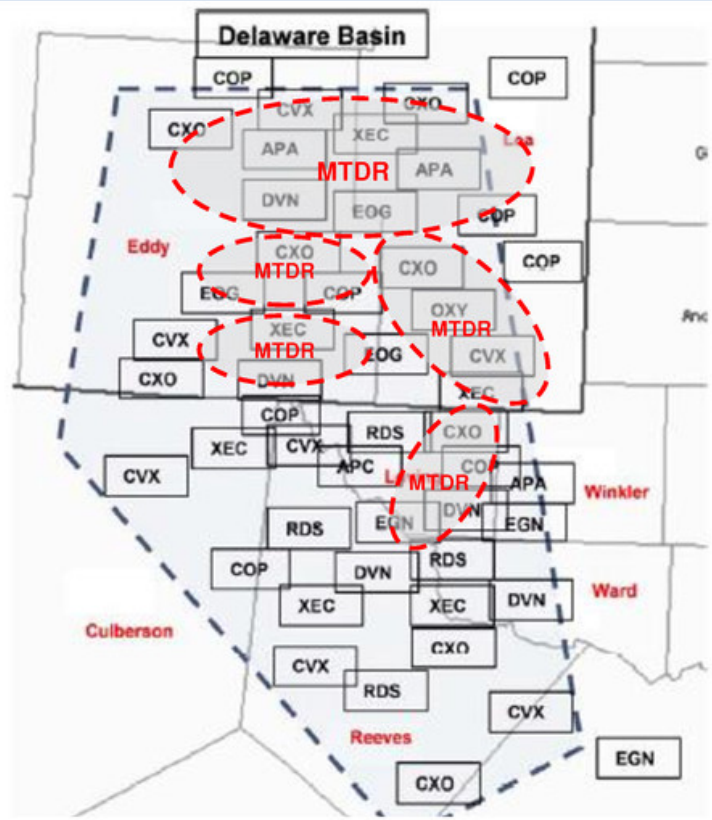 Delaware Basin
COP
COP
CVX
CXO
CXO
XEC
Lea
APA
MTDR
APA
G
DVN
EOG
COP
Eddy
CXO
MTDR
CXO
COP
EOG
COP
OXY
XEC
MTDR
CVX
MTDR
EOG
CVX
CXO
DVN
XEC
COP
RDS
CXO
XEC
CVX
APC
COP
CVX
MTDR
APA
Winkler
DVN
EGN
EGN
RDS
RDS
COP
DVN
Ward
XEC
XEC
DVN
Culberson
CXO
CVX
RDS
CVX
Reeves
EGN
CXO